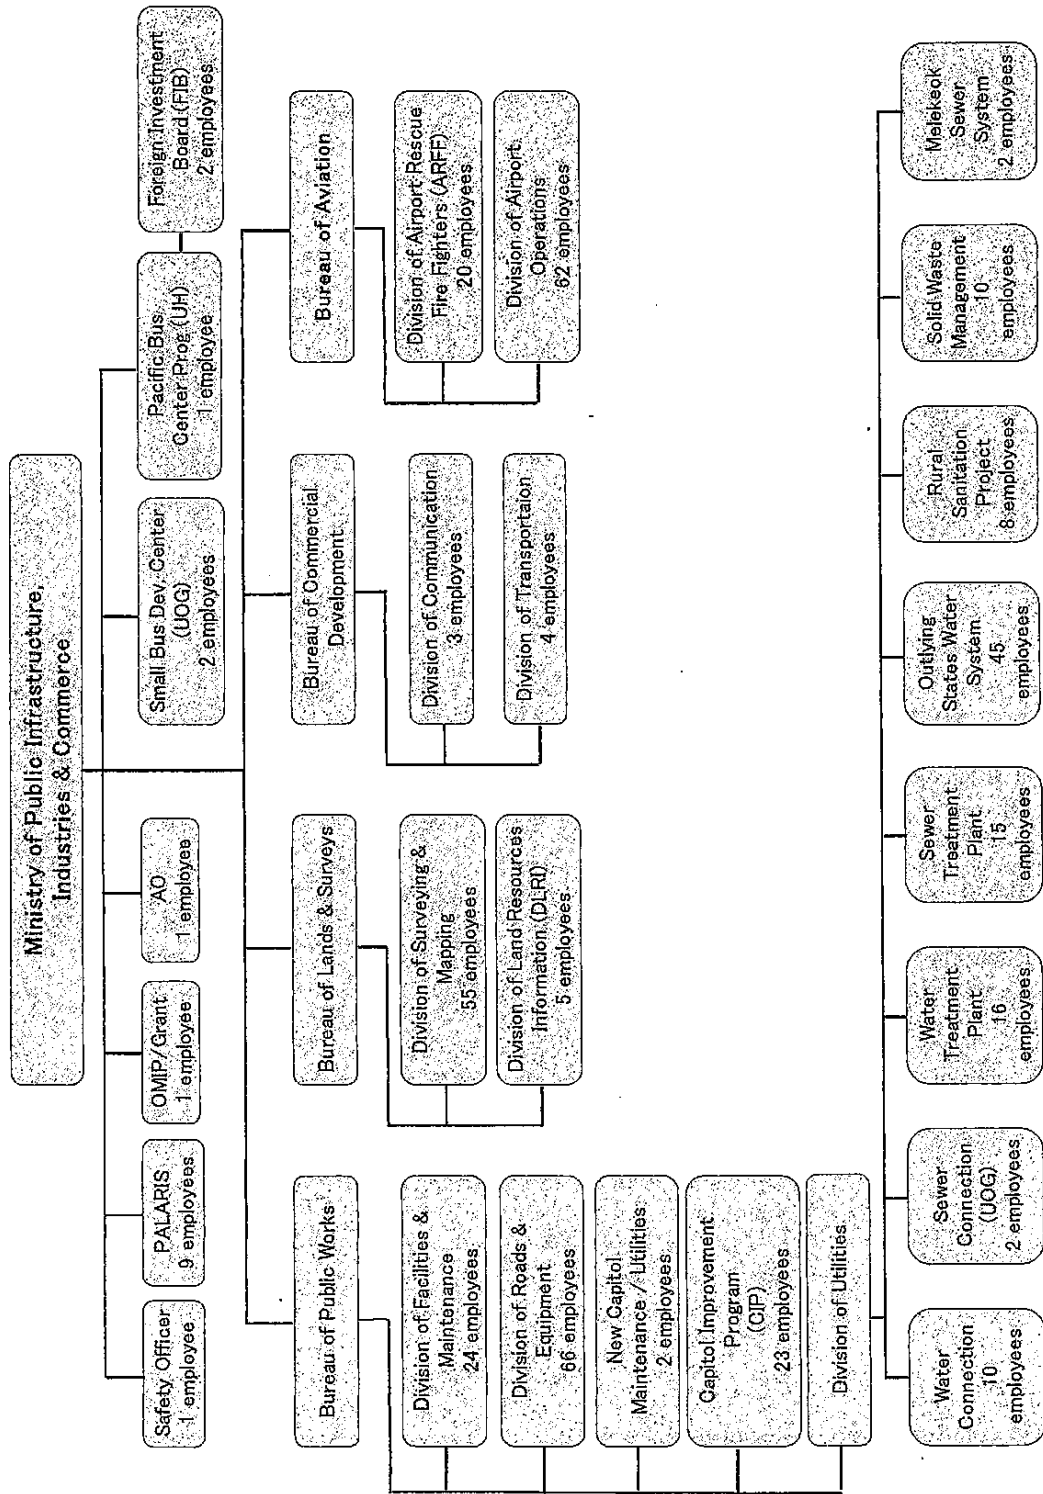 Ministry of Public Infrastructure,
Industries & Commerce
Safety Officer
1 employee
PALARIS
9 employees
OMIP/Grant
1 employee
AO
1 employee
Small Bus Dev. Center
(UOG)
2 employees
Pacific Bus
Center Prog (UH)
1 employee
Foreign Investment
Board (FIB)
2 employees
Bureau of Public Works
Division of Facilities &
Maintenance
24 employees
Division of Roads &
Equipment
66 employees
New Capitol
Maintenance / Utilities
2 employees
Capitol Improvement
Program
(CIP)
23 employees
Division of Utilities
Bureau of Lands & Surveys
Division of Surveying &
Mapping
55 employees
Division of Land Resources
Information (DLRI)
5 employees
Bureau of Commercial
Development
Division of Communication
3 employees
Division of Transportaion
4 employees
Bureau of Aviation
Division of Airport Rescue
Fire Fighters (ARFF)
20 employees
Division of Airport
Operations
62 employees
Water
Connection
10
employees
Sewer
Connection
(UOG)
2 employees
Water
Treatment
Plant
16
employees
Sewer
Treatment
Plant
15
employees
Outlying
States Water
System
45
employees
Rural
Sanitation
Project
8 employees
Solid Waste
Management
10
employees
Melekeok
Sewer
System
2 employees